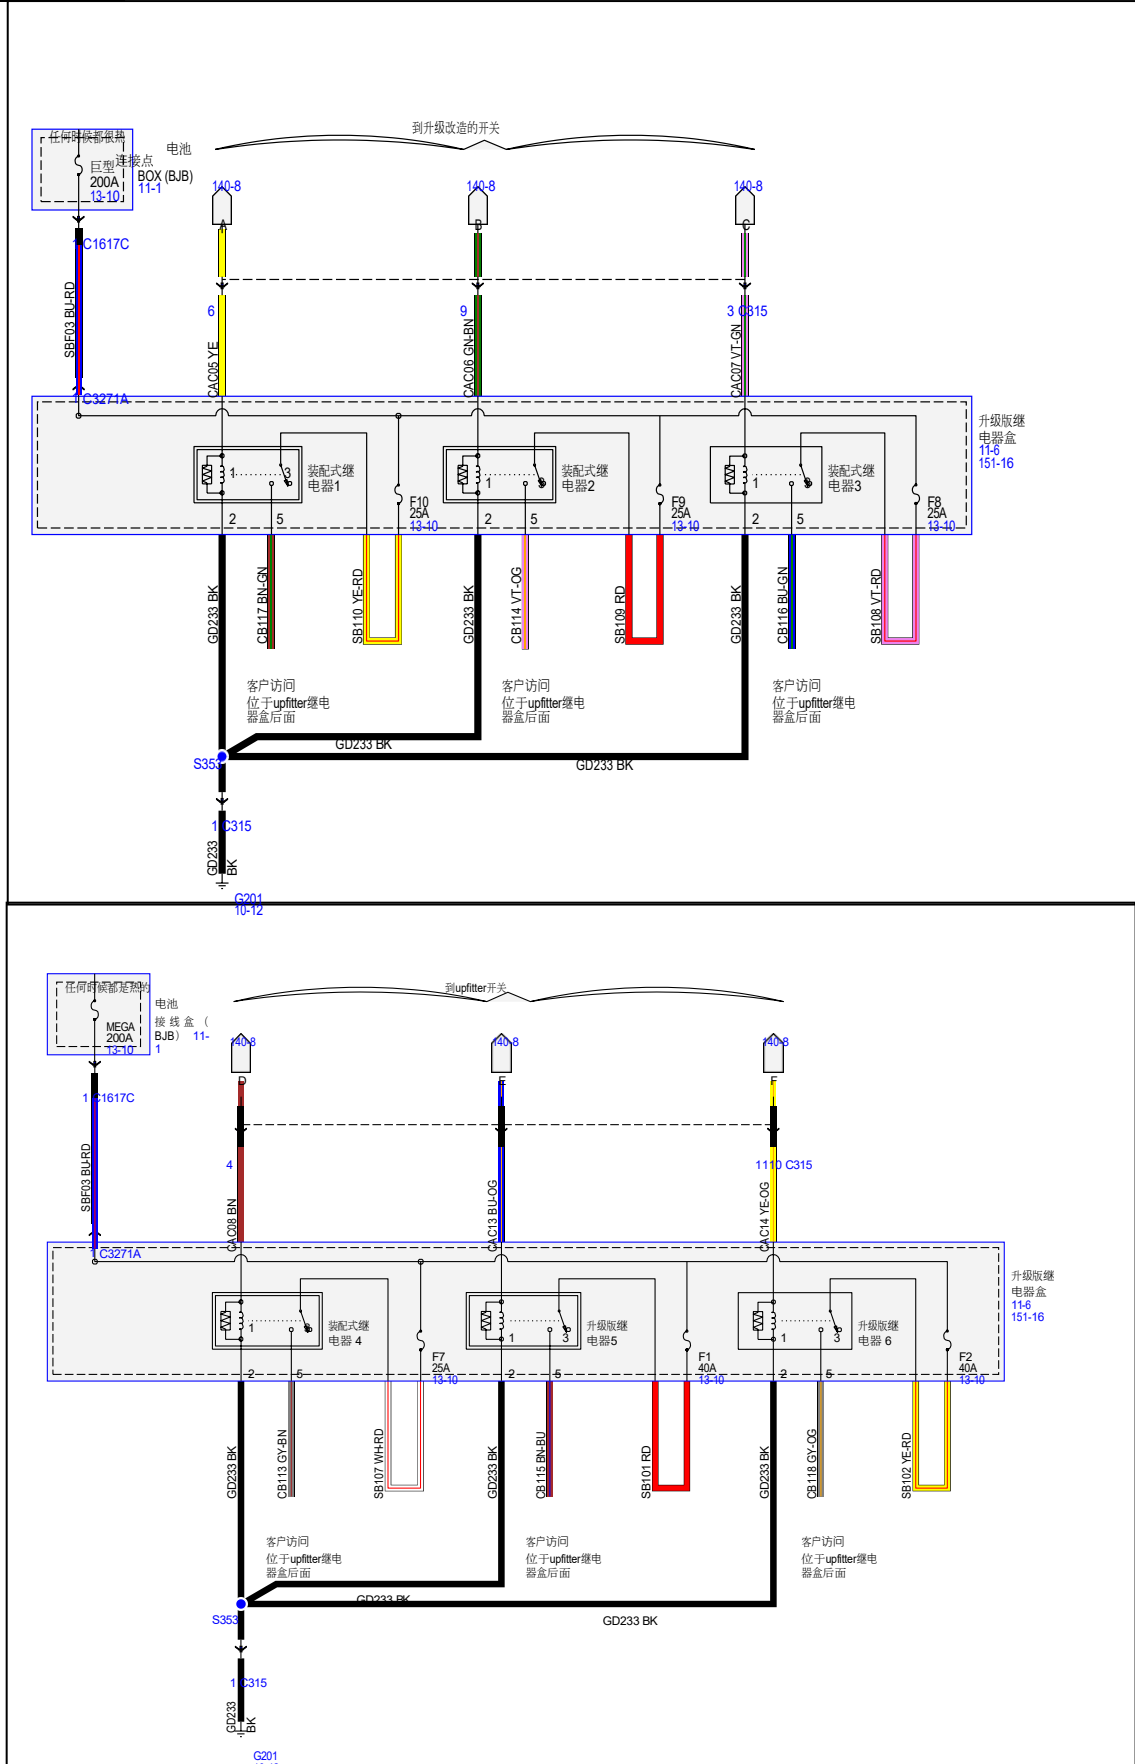 到升级改造的开关
任何时候都很热
电池
连接点
BOX (BJB)
11-1
巨型
200A
13-10
140-8
140-8
140-8
A
B
C
1 C1617C
SBF03 BU-RD
6
9
3 C315
CAC05 YE
CAC06 GN-BN
CAC07 VT-GN
1 C3271A
升级版继
电器盒
11-6
151-16
1
3
装配式继
电器1
1
装配式继
电器2
1
装配式继
电器3
F10
25A
13-10
F9
25A
13-10
F8
25A
13-10
2
5
2
5
2
5
GD233 BK
CB117 BN-GN
SB110 YE-RD
GD233 BK
CB114 VT-OG
SB109 RD
GD233 BK
CB116 BU-GN
SB108 VT-RD
客户访问
位于upfitter继电
器盒后面
客户访问
位于upfitter继电
器盒后面
客户访问
位于upfitter继电
器盒后面
GD233 BK
GD233 BK
S353
1 C315
GD233
BK
G201
10-12
到upfitter开关
任何时候都是热的
电池
接线盒（
BJB） 11-
1
MEGA
200A
13-10
140-8
140-8
140-8
D
E
F
1 C1617C
SBF03 BU-RD
4
1110 C315
CAC08 BN
CAC13 BU-OG
CAC14 YE-OG
1 C3271A
升级版继
电器盒
11-6
151-16
1
装配式继
电器 4
1
3
升级版继
电器5
1
3
升级版继
电器 6
F7
25A
13-10
F1
40A
13-10
F2
40A
13-10
2
5
2
5
2
5
GD233 BK
CB113 GY-BN
SB107 WH-RD
GD233 BK
CB115 BN-BU
SB101 RD
GD233 BK
CB118 GY-OG
SB102 YE-RD
客户访问
位于upfitter继电
器盒后面
客户访问
位于upfitter继电
器盒后面
客户访问
位于upfitter继电
器盒后面
GD233 BK
GD233 BK
S353
1 C315
GD233
BK
G201